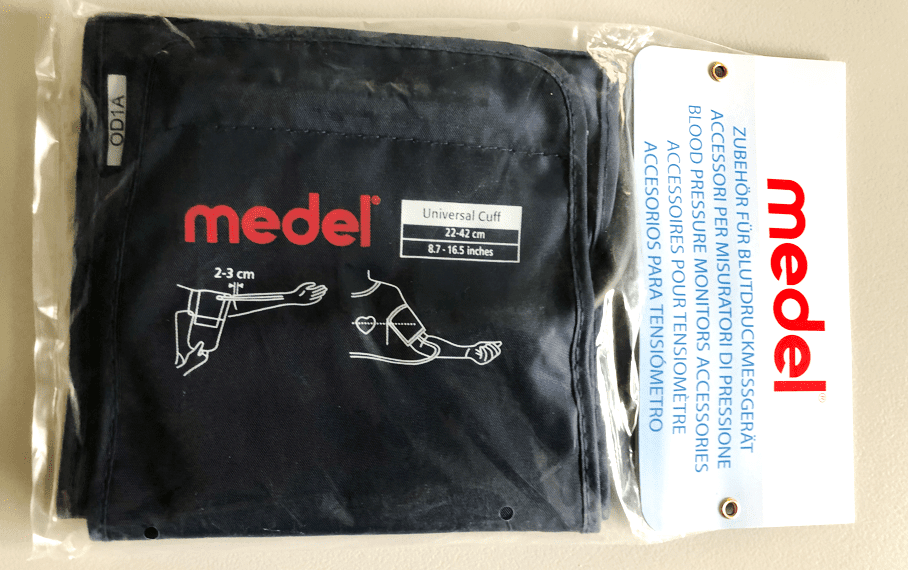 OD1A
medel®
Universal Cuff
22-42 cm
8.7 - 16.5 inches
2-3 cm
medel®
ZUBEHÖR FÜR BLUTDRUCKMESSGERÄT
ACCESSORI PER MISURATORI DI PRESSIONE
BLOOD PRESSURE MONITORS ACCESSORIES
ACCESSOIRES POUR TENSIOMÈTRE
ACCESORIOS PARA TENSIÓMETRO